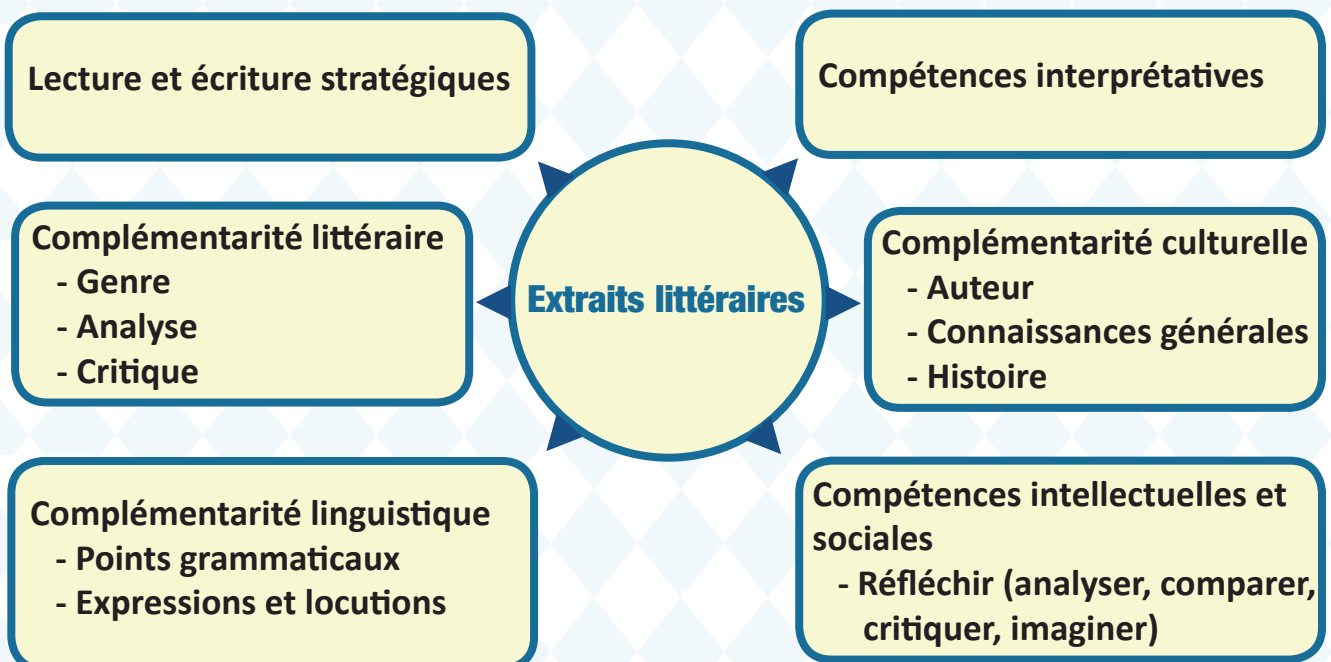 Lecture et écriture stratégiques
Compétences interprétatives
Complémentarité littéraire
- Genre
- Analyse
- Critique
Extraits littéraires
Complémentarité culturelle
- Auteur
- Connaissances générales
- Histoire
Complémentarité linguistique
- Points grammaticaux
- Expressions et locutions
Compétences intellectuelles et
sociales
- Réfléchir (analyser, comparer,
critiquer, imaginer)